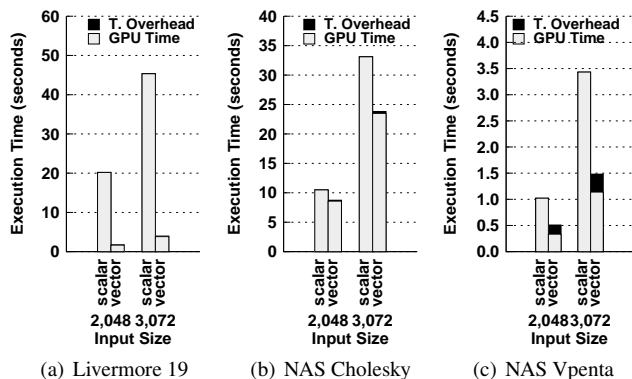 Execution Time (seconds)
60
50
40
30
20
10
0
T. Overhead
GPU Time
scalar
vector
scalar
vector
2,048 3,072
Input Size
(a) Livermore 19
Execution Time (seconds)
40
35
30
25
20
15
10
5
0
T. Overhead
GPU Time
scalar
vector
scalar
vector
2,048 3,072
Input Size
(b) NAS Cholesky
Execution Time (seconds)
4.5
4.0
3.5
3.0
2.5
2.0
1.5
1.0
0.5
0.0
T. Overhead
GPU Time
scalar
vector
scalar
vector
2,048 3,072
Input Size
(c) NAS Vpenta